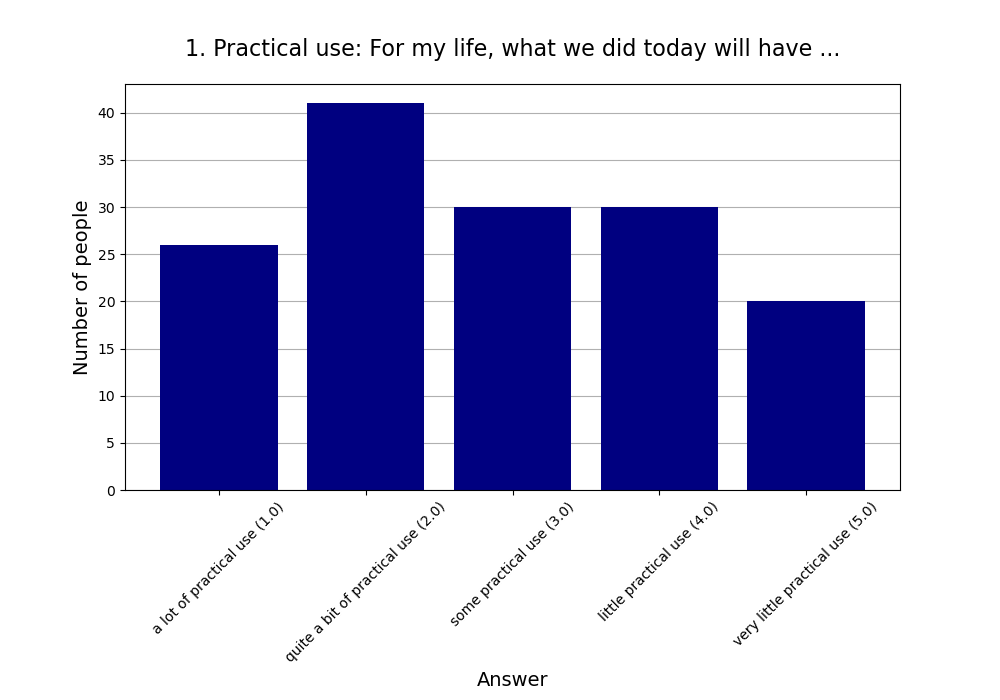 1. Practical use: For my life, what we did today will have ...
Number of people
40
35
30
25
20
15
10
5
0
a lot of practical use (1.0)
quite a bit of practical use (2.0)
some practical use (3.0)
little practical use (4.0)
very little practical use (5.0)
Answer